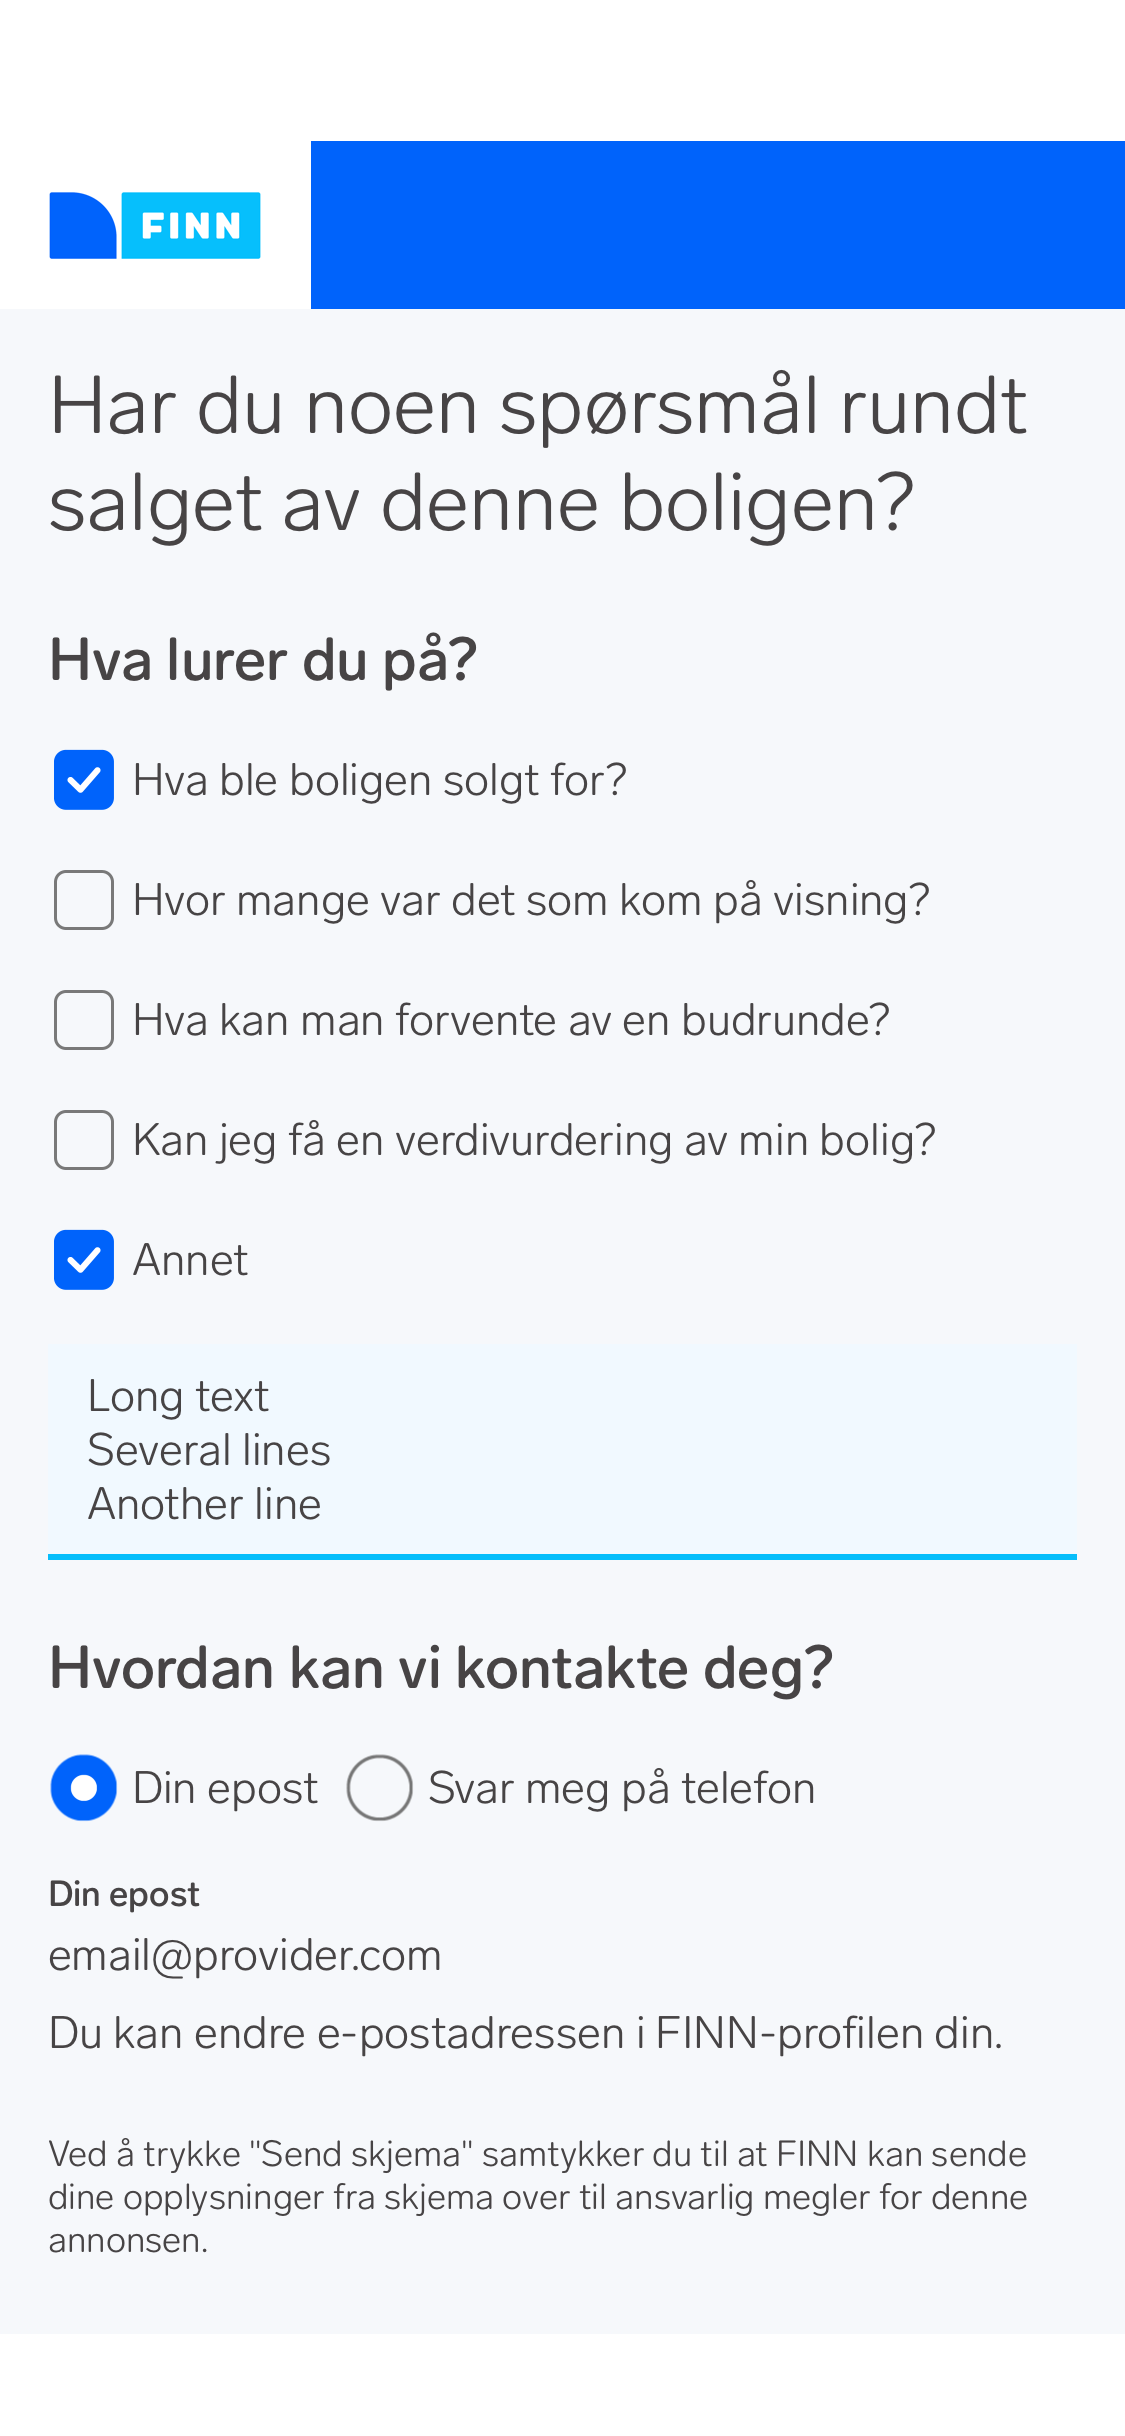 FINN
Har du noen spørsmål rundt
salget av denne boligen?
Hva lurer du på?
Hva ble boligen solgt for?
Hvor mange var det som kom på visning?
Hva kan man forvente av en budrunde?
Kan jeg få en verdivurdering av min bolig?
Annet
Long text
Several lines
Another line
Hvordan kan vi kontakte deg?
Din epost Svar meg på telefon
Din epost
email@provider.com
Du kan endre e-postadressen i FINN-profilen din.
Ved å trykke "Send skjema" samtykker du til at FINN kan sende
dine opplysninger fra skjema over til ansvarlig megler for denne
annonsen.